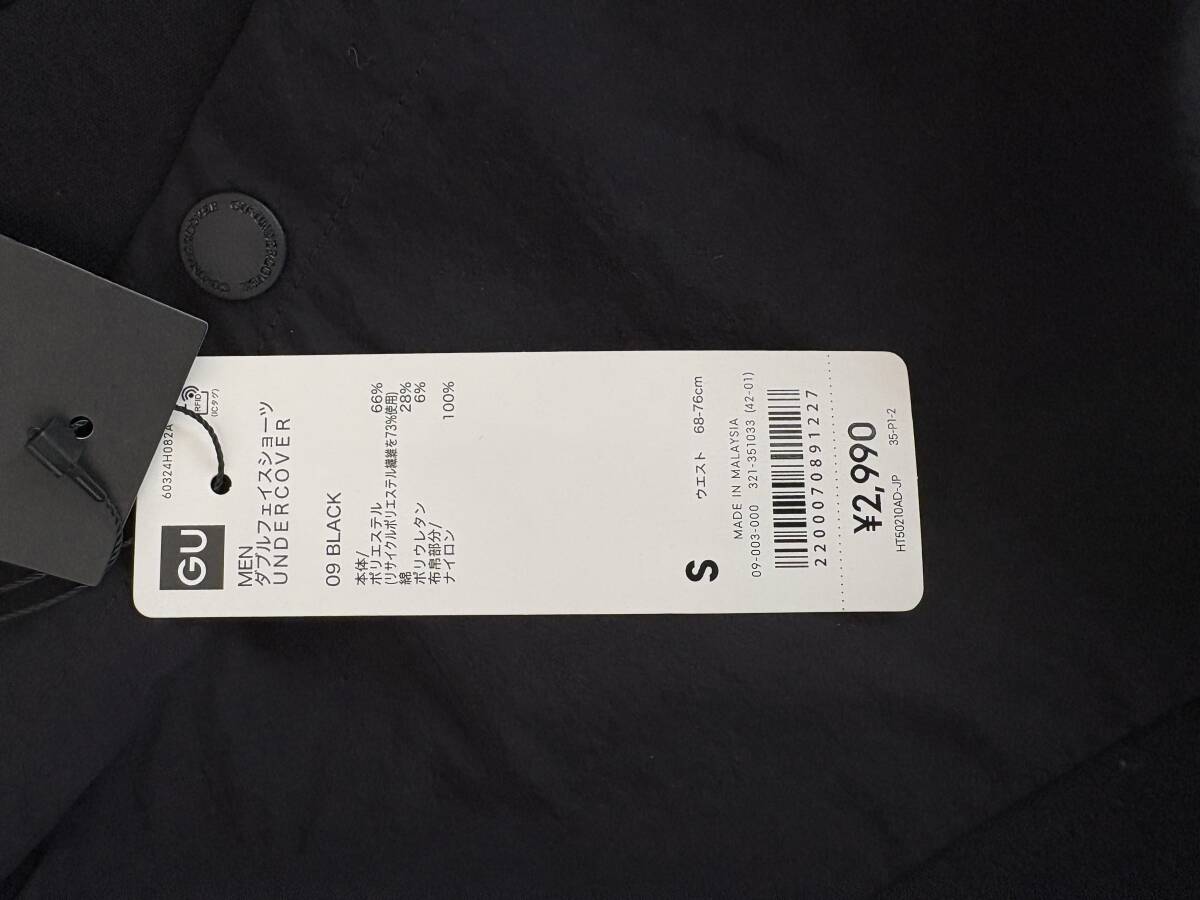 GU
60324H082A
RFID
(ICタグ)
MEN
ダブルフェイスショーツ
UNDERCOVER
09 BLACK
本体/
ポリエステル 66%
(リサイクルポリエステル繊維を73%使用)
綿 28%
ポリウレタン 6%
布帛部分/
ナイロン 100%
S ウエスト 68-76cm
MADE IN MALAYSIA
09-003-000 321-351033 (42-01)
2200070891227
¥2,990
HT50210AD-JP 35-P1-2